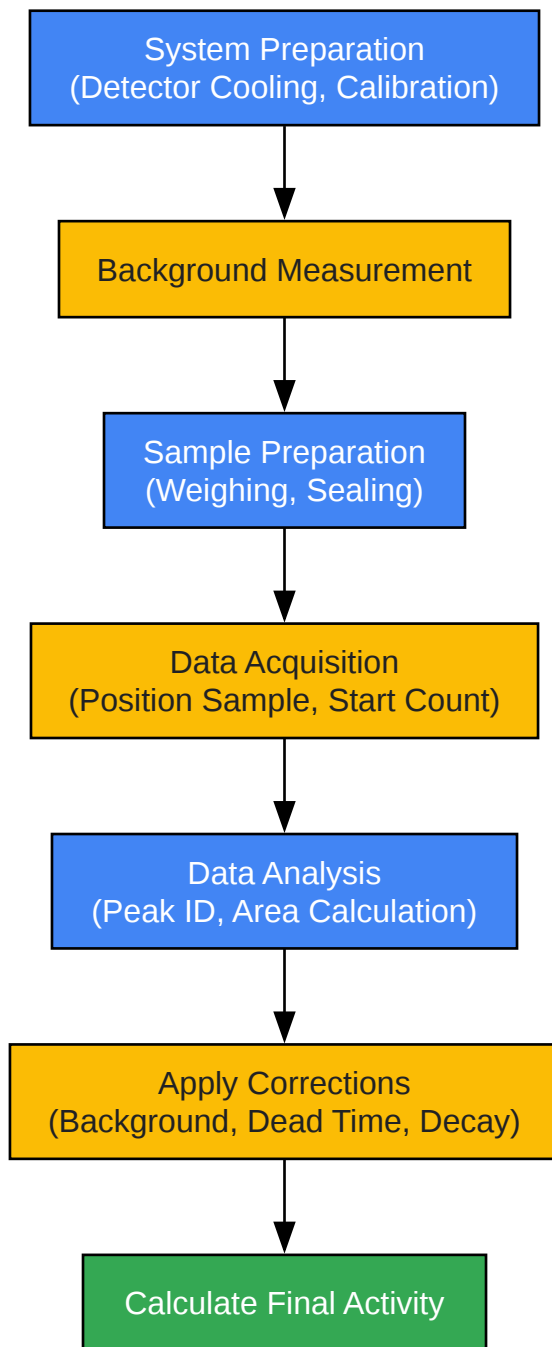 System Preparation
(Detector Cooling, Calibration)
Background Measurement
Sample Preparation
(Weighing, Sealing)
Data Acquisition
(Position Sample, Start Count)
Data Analysis
(Peak ID, Area Calculation)
Apply Corrections
(Background, Dead Time, Decay)
Calculate Final Activity